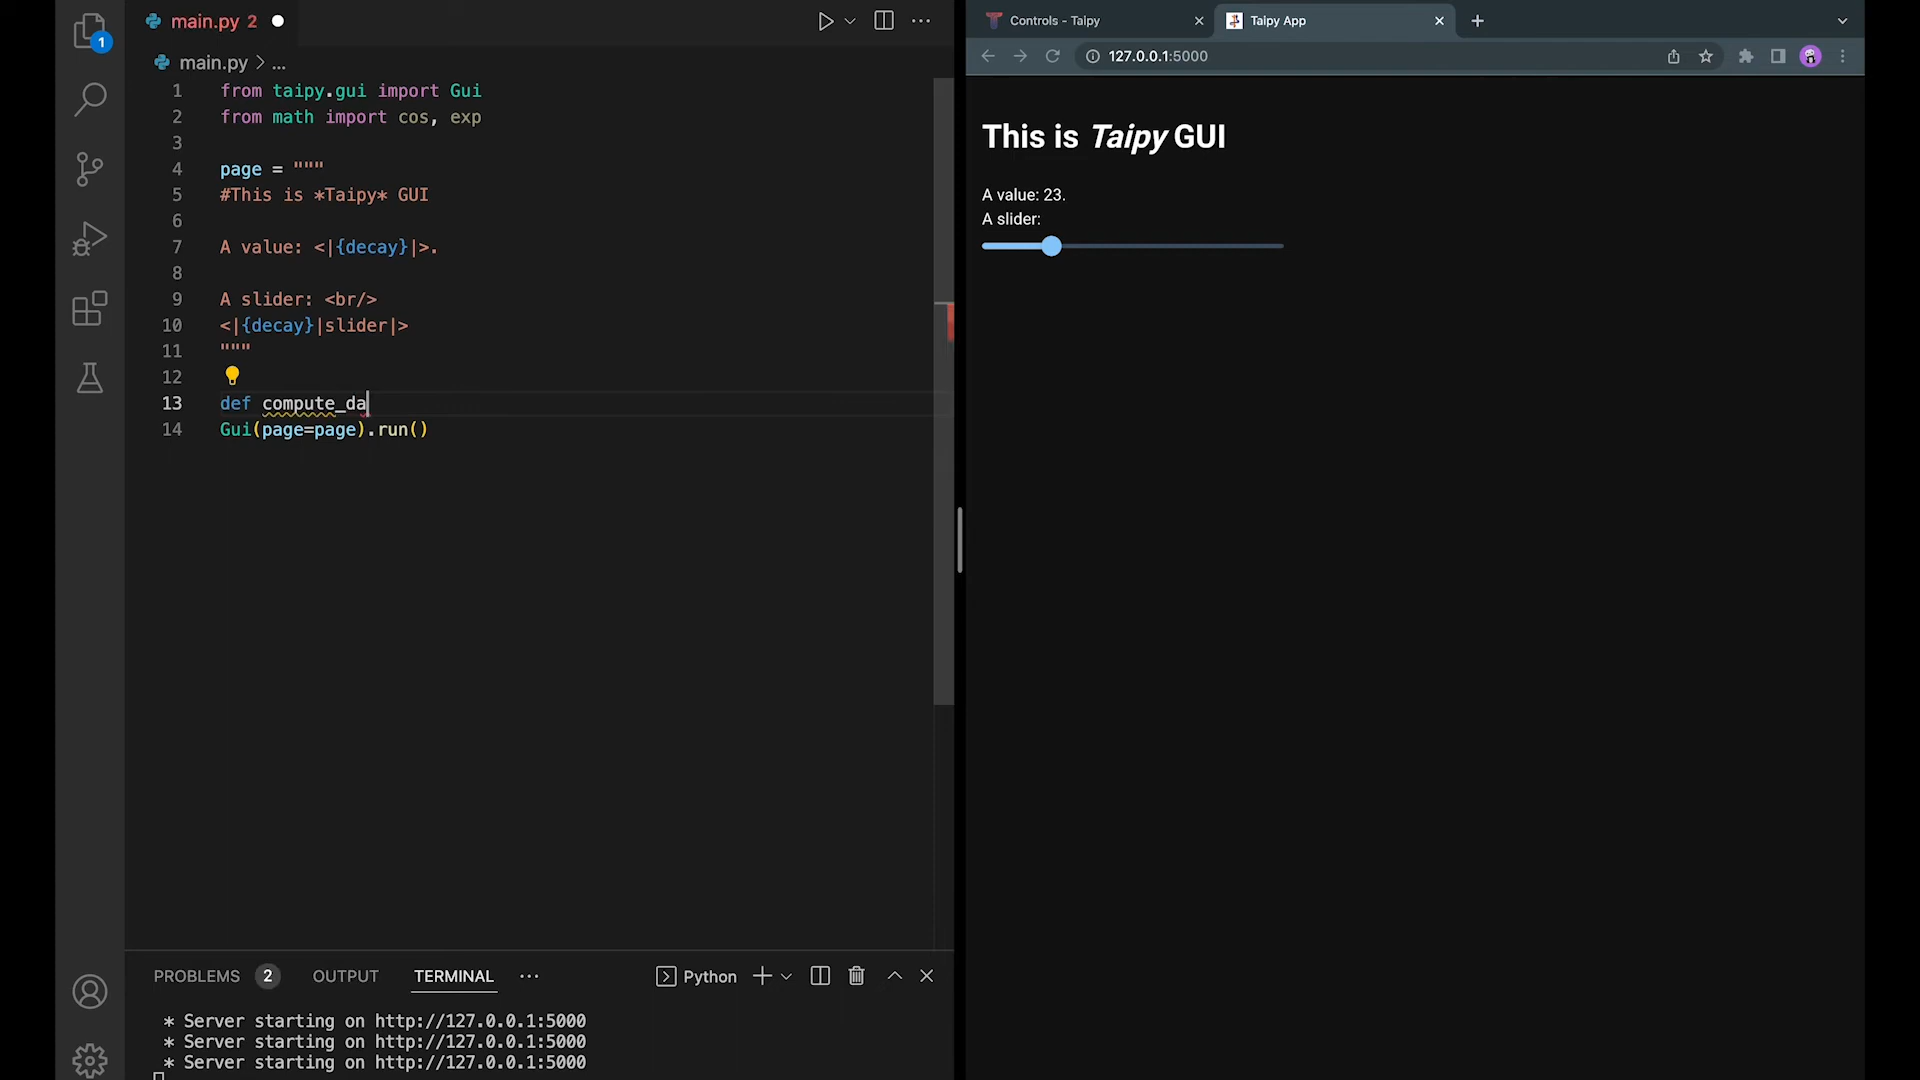 1
main.py 2
main.py > ...
1 from taipy.gui import Gui
2 from math import cos, exp
3
4 page = """
5 #This is *Taipy* GUI
6
7 A value: <|{decay}|>.
8
9 A slider: <br/>
10 <|{decay}|slider|>
11 """
12
13 def compute_da
14 Gui(page=page).run()
PROBLEMS 2 OUTPUT TERMINAL ... Python
* Server starting on http://127.0.0.1:5000
* Server starting on http://127.0.0.1:5000
* Server starting on http://127.0.0.1:5000
Controls - Taipy
Taipy App
127.0.0.1:5000
This is Taipy GUI
A value: 23.
A slider: